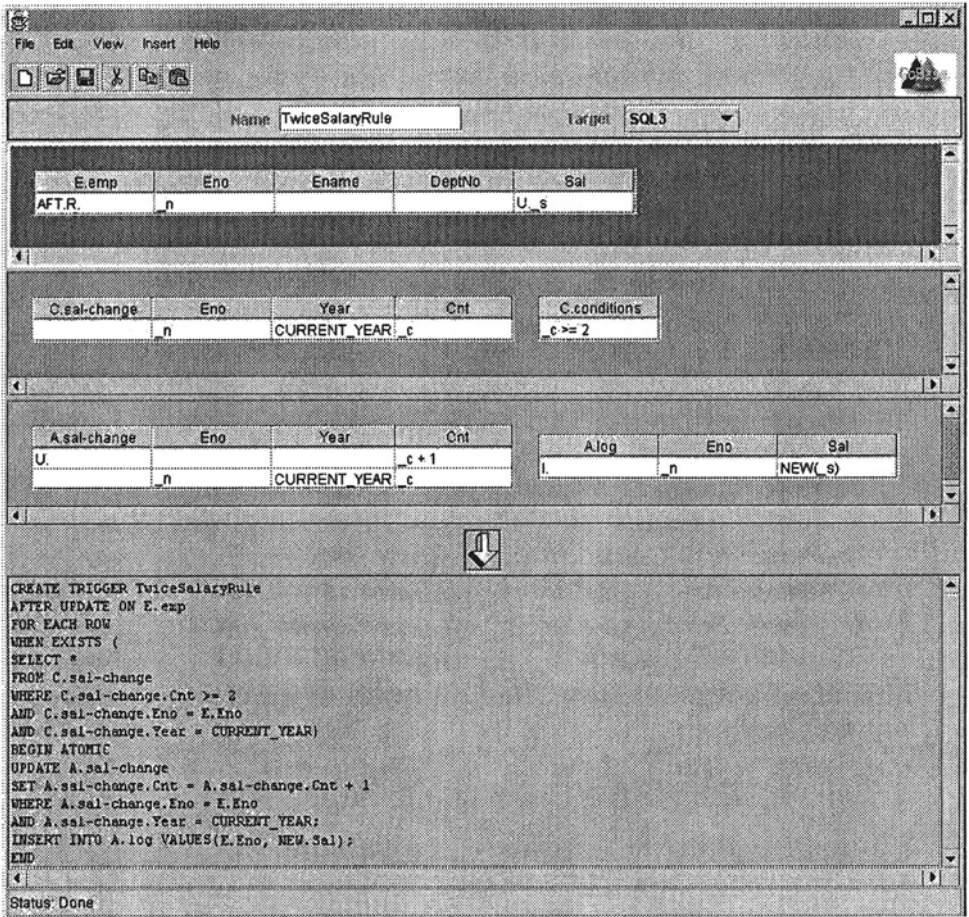 File Edit View Insert Help
Name TwiceSalaryRule Target SQL3
E.emp Eno Ename DeptNo Sal
AFT.R. _n U._s
C.sal-change Eno Year Cnt C.conditions
_n CURRENT_YEAR _c _c >= 2
A.sal-change Eno Year Cnt A.log Eno Sal
U. _c + 1 I. _n NEW(_s)
_n CURRENT_YEAR _c
CREATE TRIGGER TwiceSalaryRule
AFTER UPDATE ON E.emp
FOR EACH ROW
WHEN EXISTS (
SELECT *
FROM C.sal-change
WHERE C.sal-change.Cnt >= 2
AND C.sal-change.Eno = E.Eno
AND C.sal-change.Year = CURRENT_YEAR)
BEGIN ATOMIC
UPDATE A.sal-change
SET A.sal-change.Cnt = A.sal-change.Cnt + 1
WHERE A.sal-change.Eno = E.Eno
AND A.sal-change.Year = CURRENT_YEAR;
INSERT INTO A.log VALUES(E.Eno, NEW.Sal);
END
Status: Done